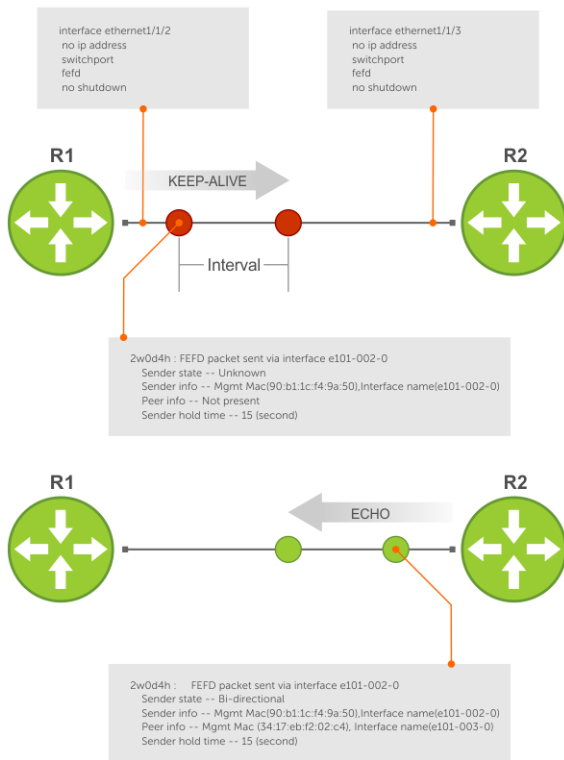 interface ethernet1/1/2
no ip address
switchport
fefd
no shutdown
interface ethernet1/1/3
no ip address
switchport
fefd
no shutdown
R1
R2
KEEP-ALIVE
Interval
2w0d4h : FEFD packet sent via interface e101-002-0
Sender state -- Unknown
Sender info -- Mgmt Mac(90:b1:1c:f4:9a:50),Interface name(e101-002-0)
Peer info -- Not present
Sender hold time -- 15 (second)
R1
R2
ECHO
2w0d4h : FEFD packet sent via interface e101-002-0
Sender state -- Bi-directional
Sender info -- Mgmt Mac(90:b1:1c:f4:9a:50),Interface name(e101-002-0)
Peer info -- Mgmt Mac (34:17:eb:f2:02:c4), Interface name(e101-003-0)
Sender hold time -- 15 (second)